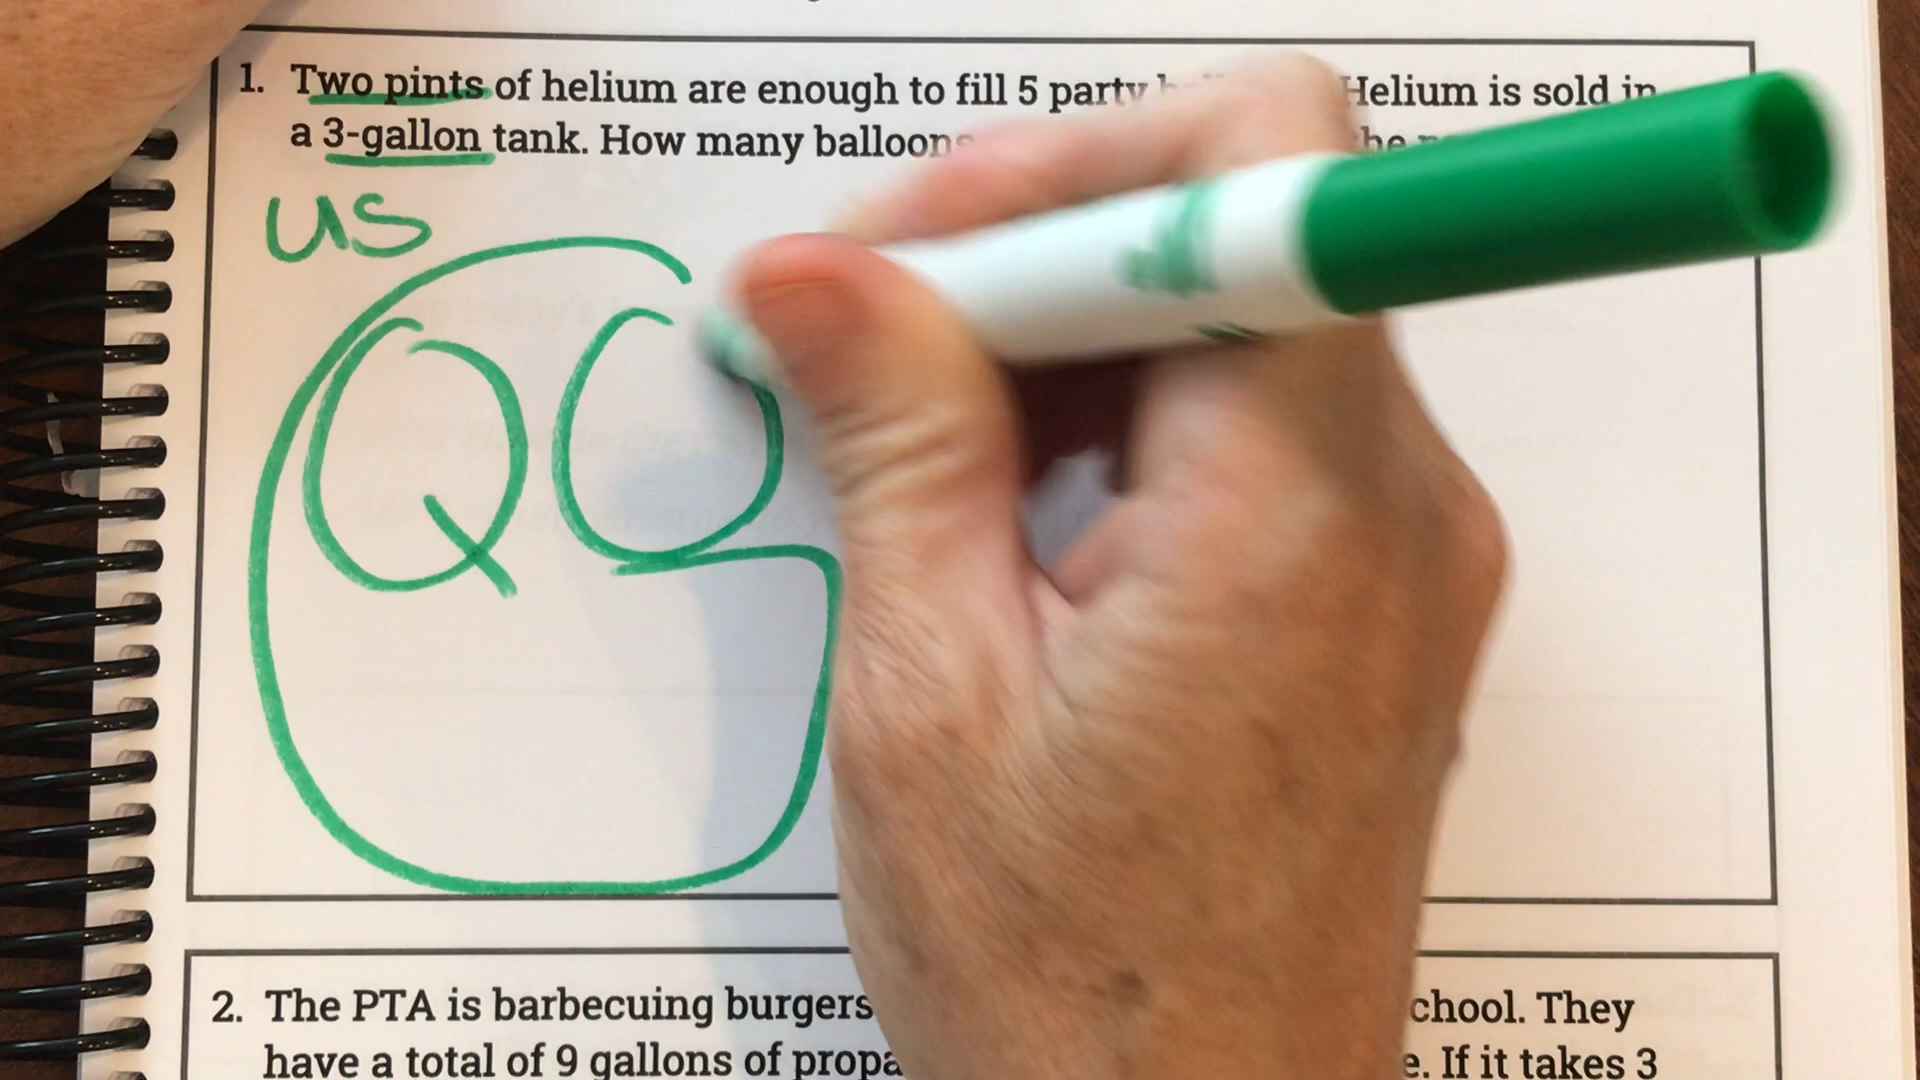 1. Two pints of helium are enough to fill 5 party Helium is sold in
a 3-gallon tank. How many balloons the
us
Q
2. The PTA is barbecuing burgers school. They
have a total of 9 gallons of If it takes 3